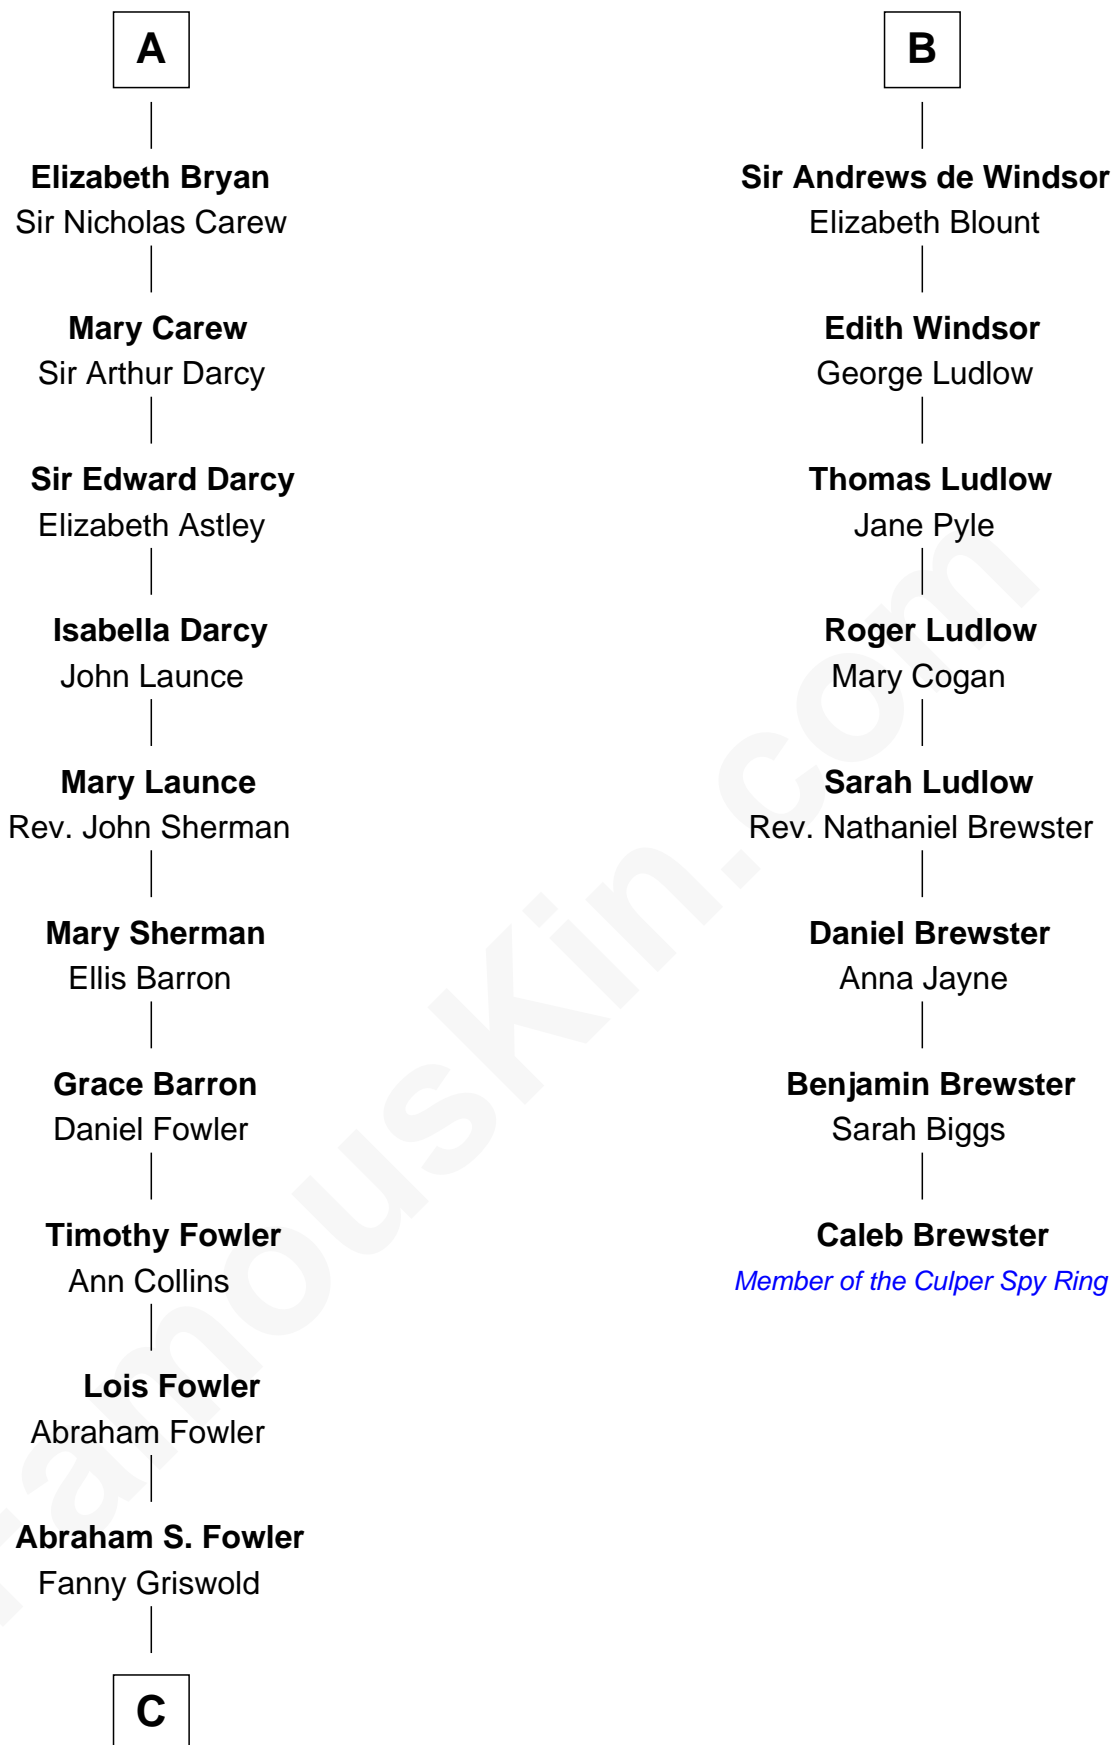 A
Elizabeth Bryan
Sir Nicholas Carew
Mary Carew
Sir Arthur Darcy
Sir Edward Darcy
Elizabeth Astley
Isabella Darcy
John Launce
Mary Launce
Rev. John Sherman
Mary Sherman
Ellis Barron
Grace Barron
Daniel Fowler
Timothy Fowler
Ann Collins
Lois Fowler
Abraham Fowler
Abraham S. Fowler
Fanny Griswold
C
B
Sir Andrews de Windsor
Elizabeth Blount
Edith Windsor
George Ludlow
Thomas Ludlow
Jane Pyle
Roger Ludlow
Mary Cogan
Sarah Ludlow
Rev. Nathaniel Brewster
Daniel Brewster
Anna Jayne
Benjamin Brewster
Sarah Biggs
Caleb Brewster
Member of the Culper Spy Ring
FamousKin.com